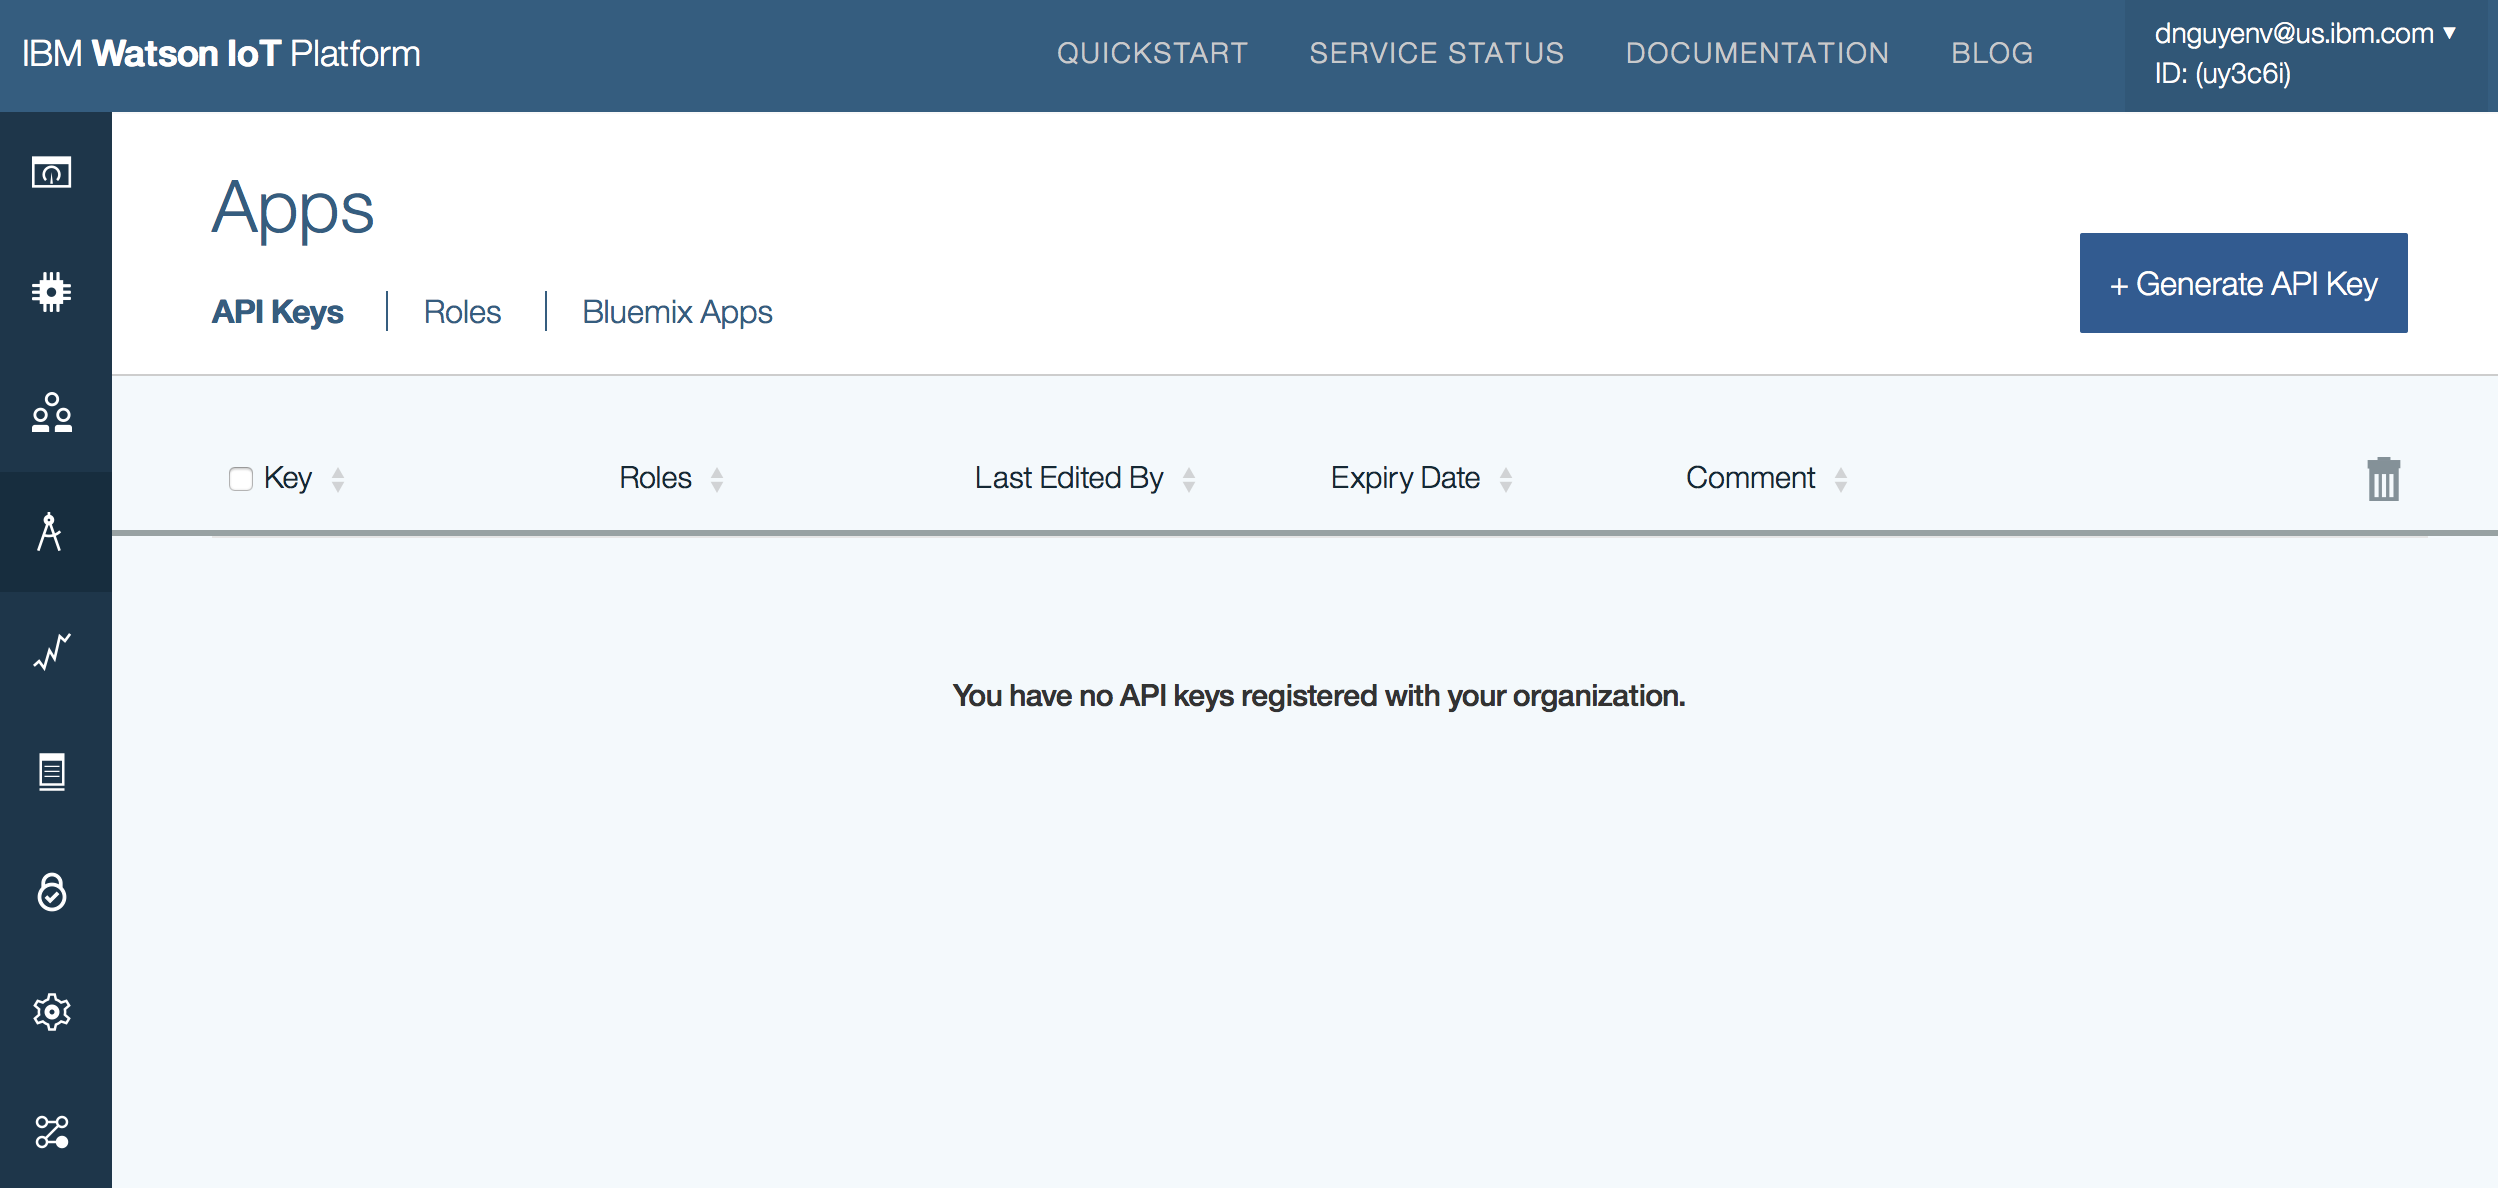 IBM Watson IoT Platform
QUICKSTART
SERVICE STATUS
DOCUMENTATION
BLOG
dnguyenv@us.ibm.com ▼
ID: (uy3c6i)
Apps
API Keys
Roles
Bluemix Apps
+ Generate API Key
Key
Roles
Last Edited By
Expiry Date
Comment
You have no API keys registered with your organization.